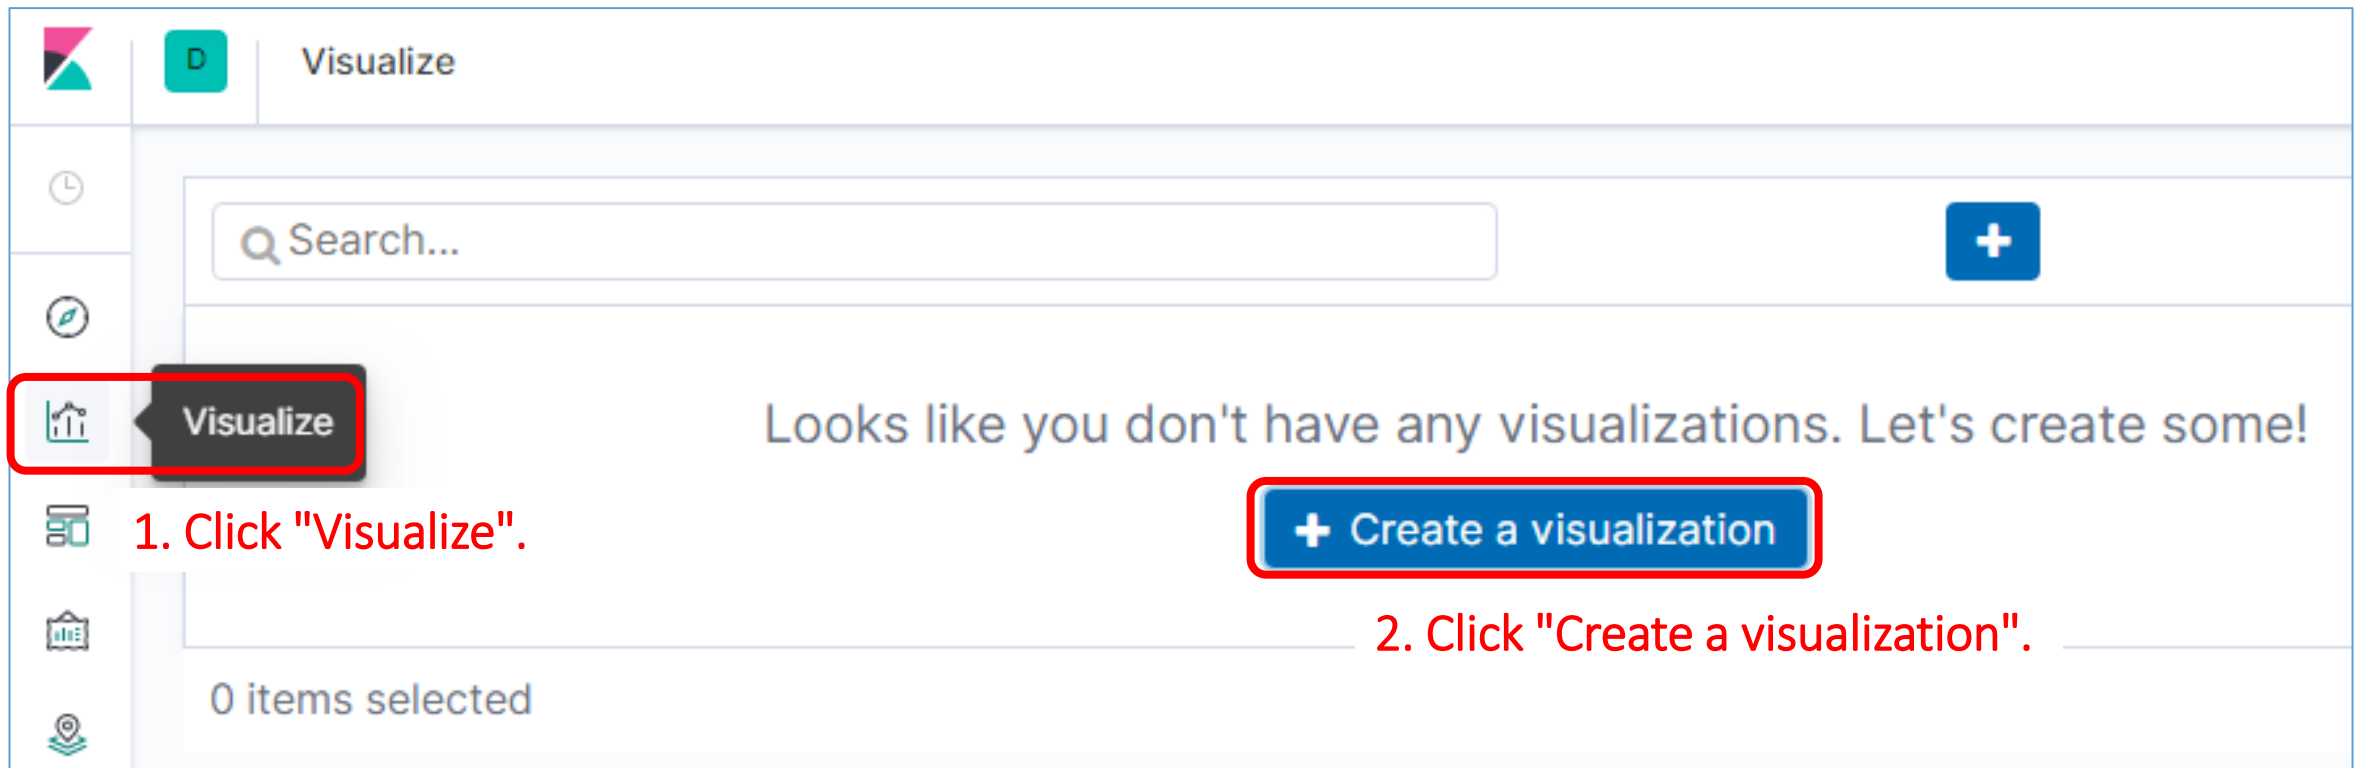 D
Visualize
Search...
Looks like you don't have any visualizations. Let's create some!
Visualize
1. Click "Visualize".
+ Create a visualization
2. Click "Create a visualization".
0 items selected